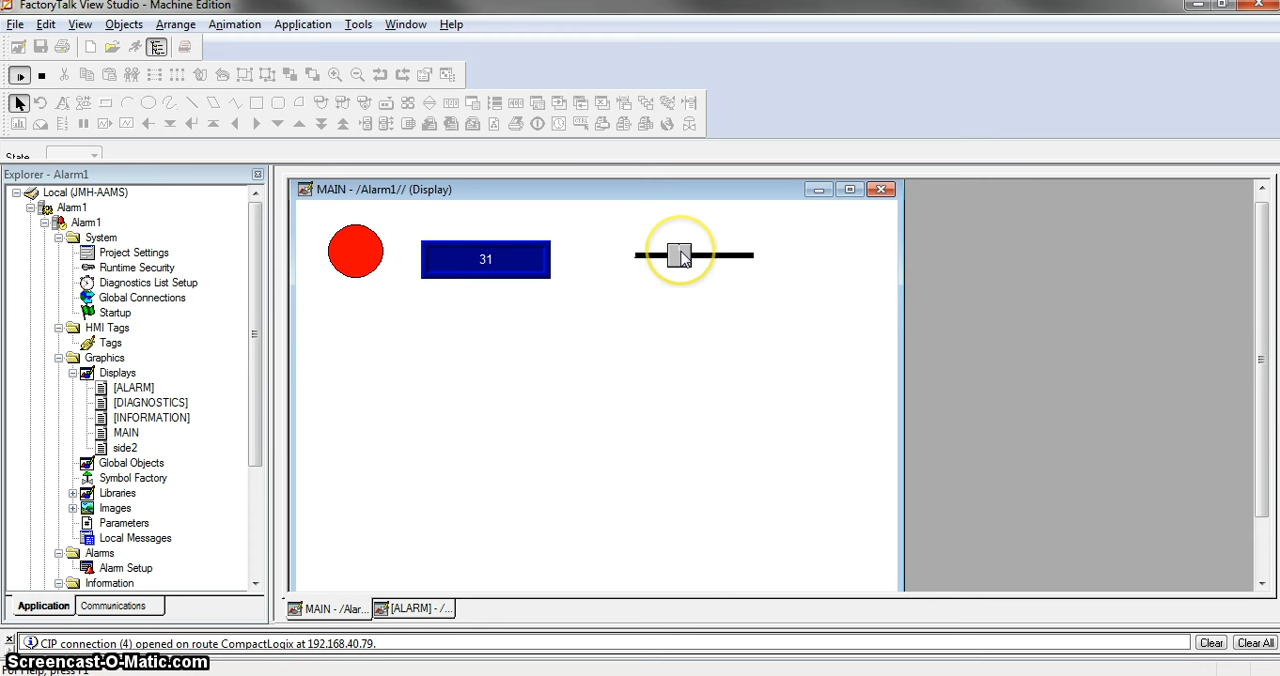 FactoryTalk View Studio - Machine Edition
File Edit View Objects Arrange Animation Application Tools Window Help
State
Explorer - Alarm1
Local (JMH-AAMS)
Alarm1
Alarm1
System
Project Settings
Runtime Security
Diagnostics List Setup
Global Connections
Startup
HMI Tags
Tags
Graphics
Displays
[ALARM]
[DIAGNOSTICS]
[INFORMATION]
MAIN
side2
Global Objects
Symbol Factory
Libraries
Images
Parameters
Local Messages
Alarms
Alarm Setup
Information
Application Communications
MAIN - /Alarm1// (Display)
31
MAIN - /Alar... [ALARM] - /...
CIP connection (4) opened on route CompactLogix at 192.168.40.79.
Clear Clear All
Screencast-O-Matic.com
For Help, press F1